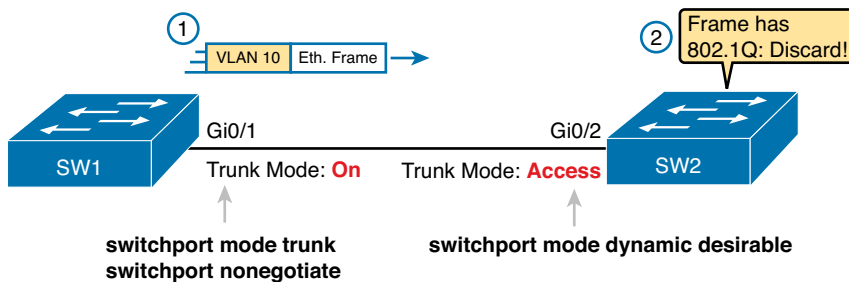 1
VLAN 10 Eth. Frame
2
Frame has
802.1Q: Discard!
SW1
Gi0/1
Gi0/2
SW2
Trunk Mode: On
Trunk Mode: Access
switchport mode trunk
switchport nonegotiate
switchport mode dynamic desirable